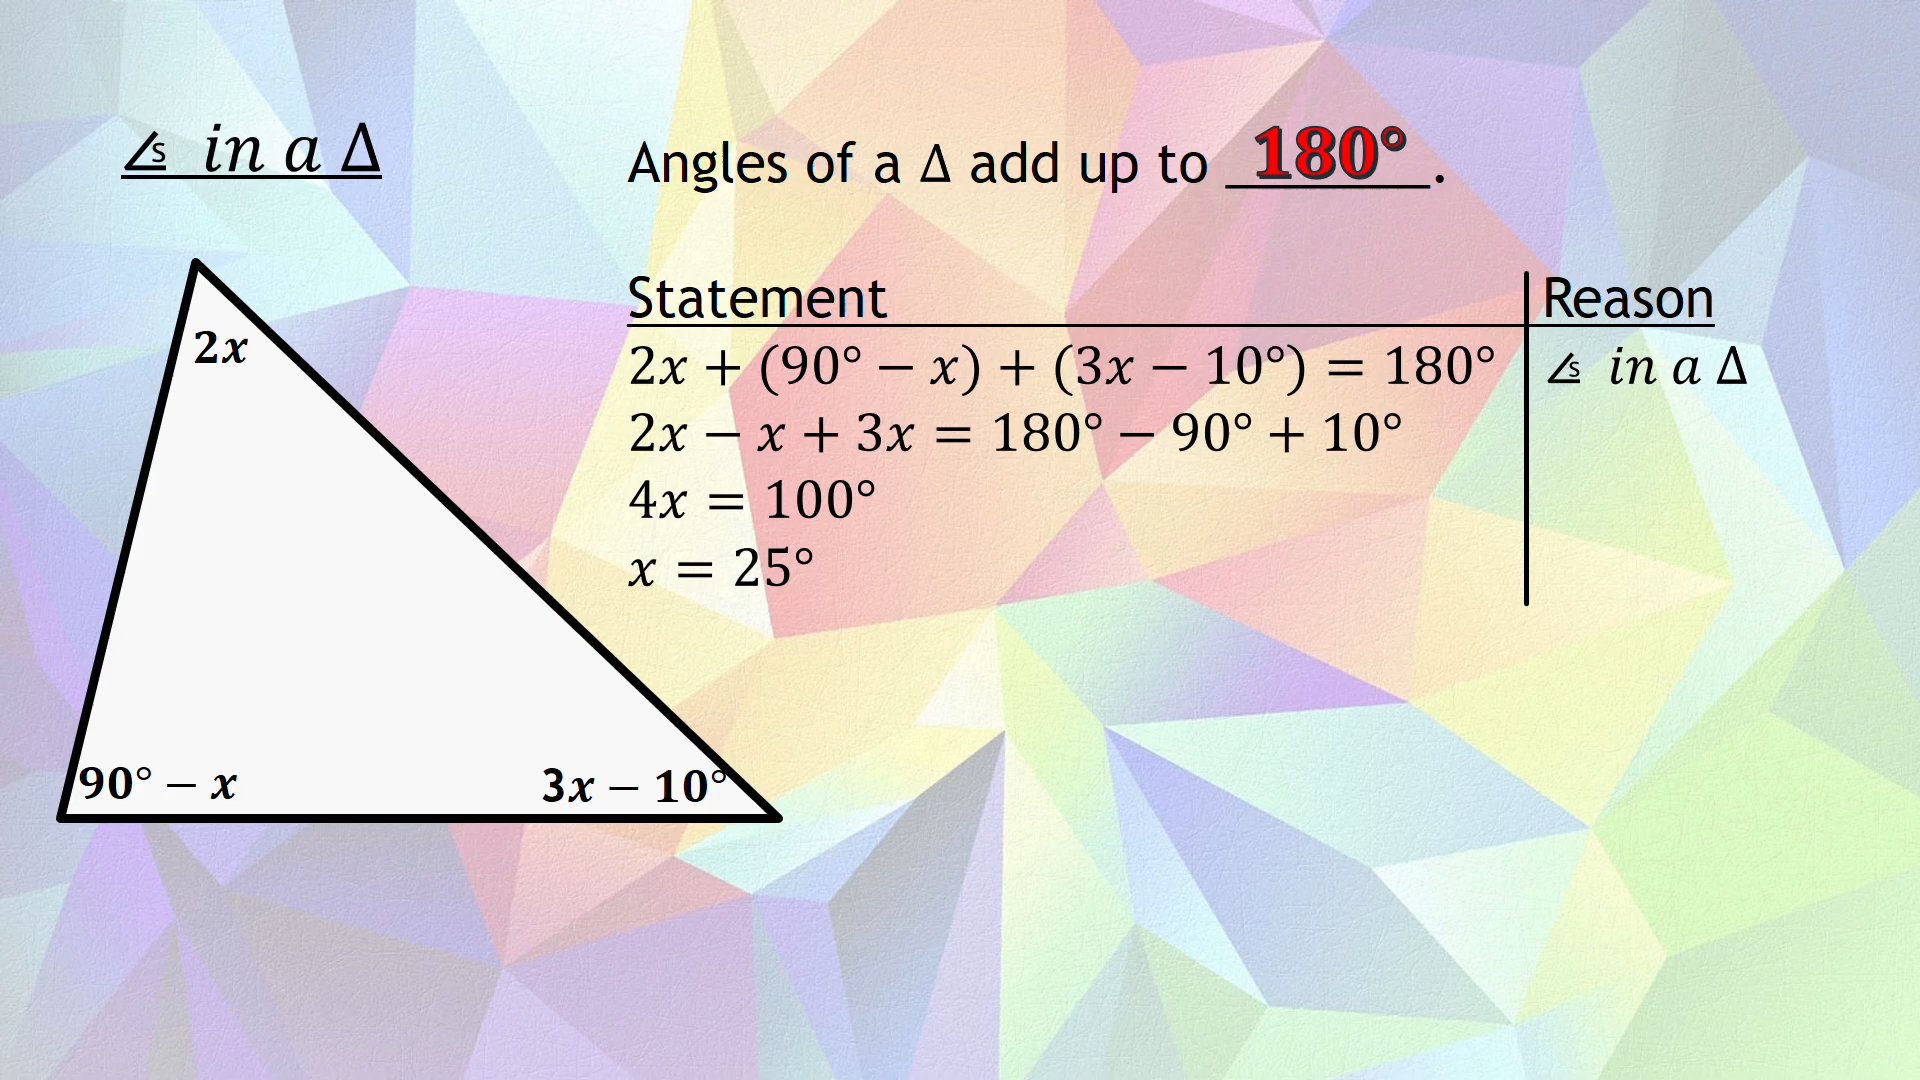 ∠s in a Δ
Angles of a Δ add up to 180°.
Statement
Reason
2x + (90° − x) + (3x − 10°) = 180°
∠s in a Δ
2x − x + 3x = 180° − 90° + 10°
4x = 100°
x = 25°
2x
90° − x
3x − 10°